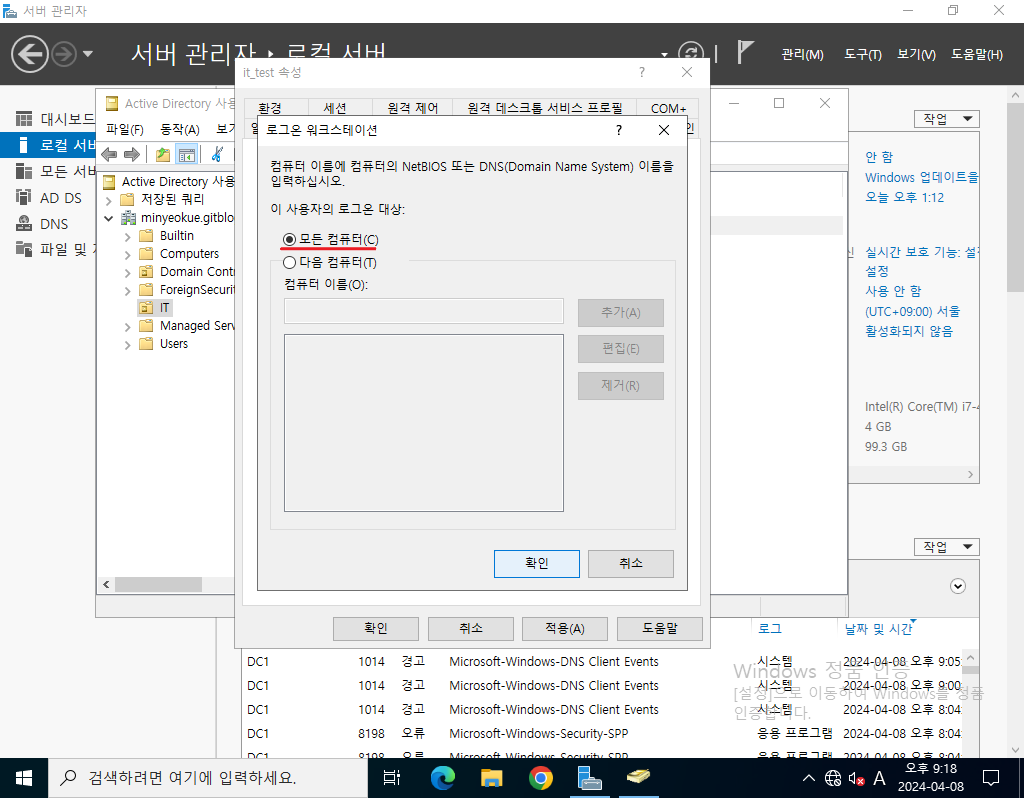 서버 관리자
서버 관리자 ▸ 로컬 서버
관리(M) 도구(T) 보기(V) 도움말(H)
대시보드
로컬 서버
모든 서버
AD DS
DNS
파일 및
Active Directory 사용
파일(F) 동작(A) 보기
Active Directory 사용
저장된 쿼리
minyeokue.gitblo
Builtin
Computers
Domain Contr
ForeignSecurit
IT
Managed Serv
Users
it_test 속성
환경 세션 원격 제어 원격 데스크톱 서비스 프로필 COM+
로그온 워크스테이션
컴퓨터 이름에 컴퓨터의 NetBIOS 또는 DNS(Domain Name System) 이름을
입력하십시오.
이 사용자의 로그온 대상:
모든 컴퓨터(C)
다음 컴퓨터(T)
컴퓨터 이름(O):
추가(A)
편집(E)
제거(R)
확인 취소
확인 취소 적용(A) 도움말
작업
안 함
Windows 업데이트을
오늘 오후 1:12
실시간 보호 기능: 설정
설정
사용 안 함
(UTC+09:00) 서울
활성화되지 않음
Intel(R) Core(TM) i7-4
4 GB
99.3 GB
작업
로그 날짜 및 시간
DC1 1014 경고 Microsoft-Windows-DNS Client Events 시스템 2024-04-08 오후 9:05:
DC1 1014 경고 Microsoft-Windows-DNS Client Events 시스템 2024-04-08 오후 9:00:
DC1 1014 경고 Microsoft-Windows-DNS Client Events 시스템 2024-04-08 오후 8:04:
DC1 8198 오류 Microsoft-Windows-Security-SPP 응용 프로그램 2024-04-08 오후 8:04:
DC1 8198 오류 Microsoft-Windows-Security-SPP 응용 프로그램 2024-04-08 오후 8:04:
Windows 정품 인증
[설정]으로 이동하여 Windows를 정품
인증합니다.
검색하려면 여기에 입력하세요.
A
오후 9:18
2024-04-08